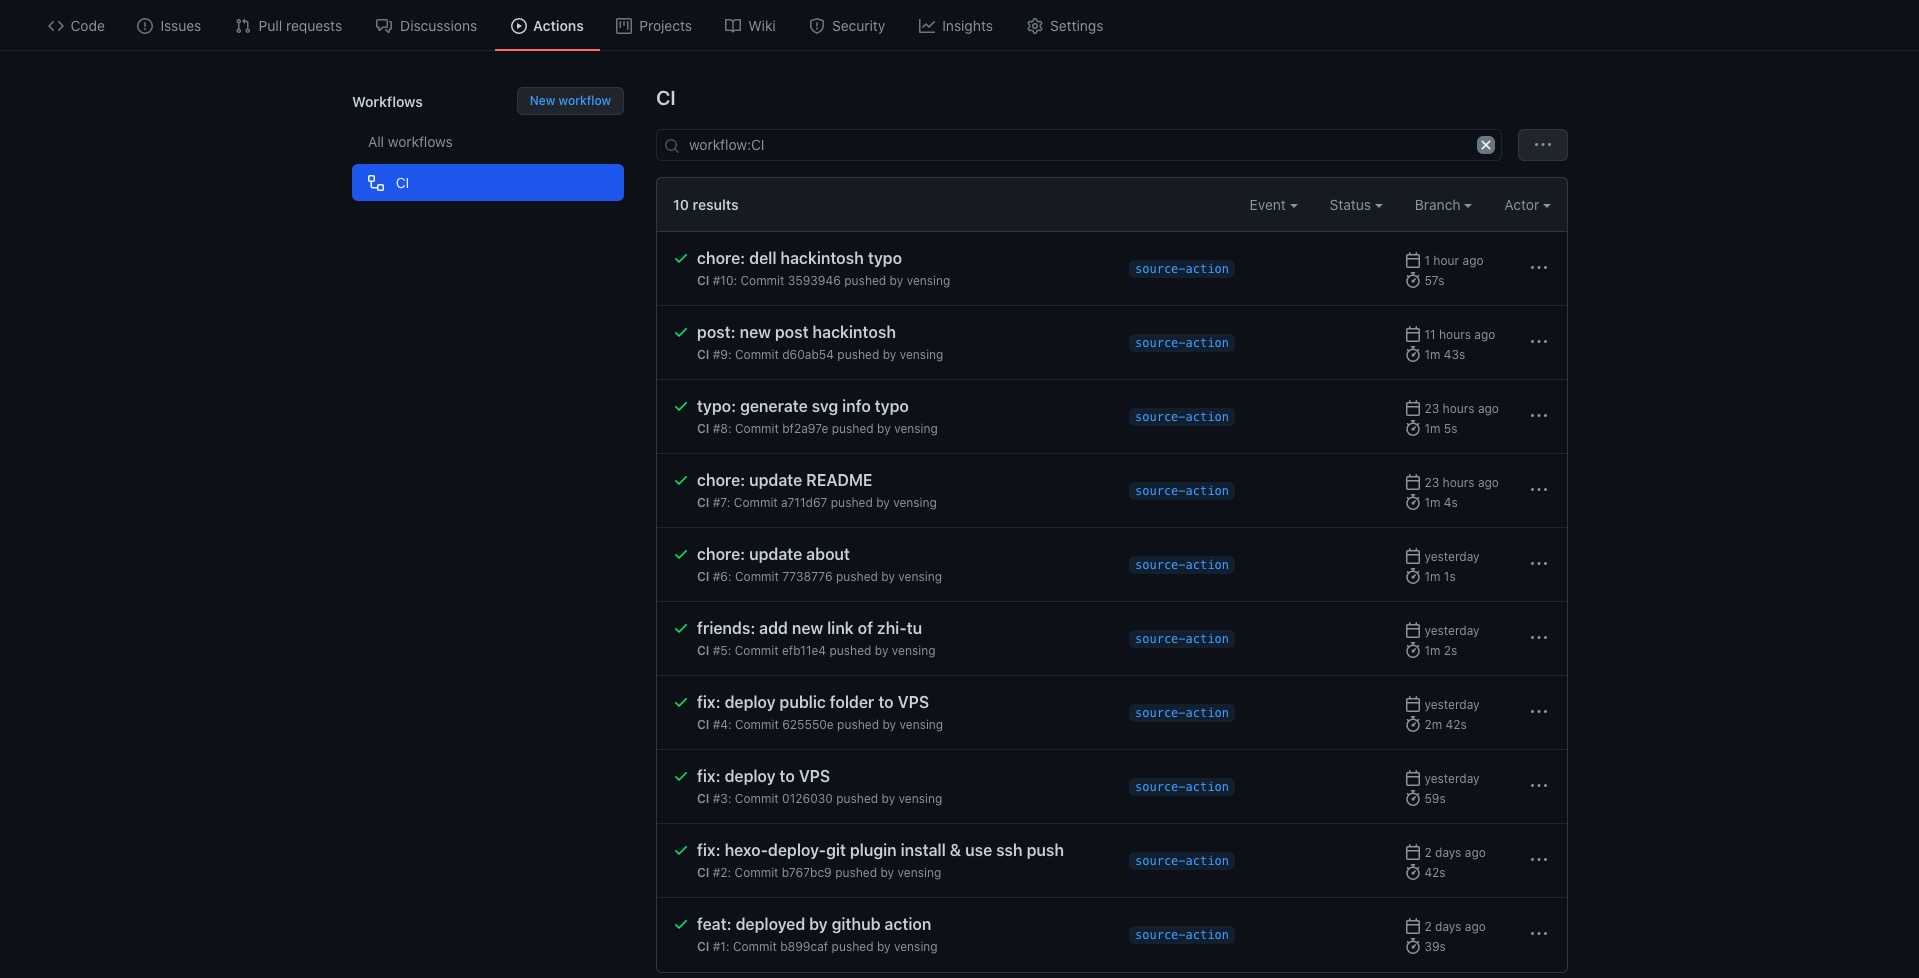 Code Issues Pull requests Discussions Actions Projects Wiki Security Insights Settings
Workflows New workflow
All workflows
CI
CI
workflow:CI
10 results Event Status Branch Actor
chore: dell hackintosh typo
CI #10: Commit 3593946 pushed by vensing
source-action
1 hour ago
57s
post: new post hackintosh
CI #9: Commit d60ab54 pushed by vensing
source-action
11 hours ago
1m 43s
typo: generate svg info typo
CI #8: Commit bf2a97e pushed by vensing
source-action
23 hours ago
1m 5s
chore: update README
CI #7: Commit a711d67 pushed by vensing
source-action
23 hours ago
1m 4s
chore: update about
CI #6: Commit 7738776 pushed by vensing
source-action
yesterday
1m 1s
friends: add new link of zhi-tu
CI #5: Commit efb11e4 pushed by vensing
source-action
yesterday
1m 2s
fix: deploy public folder to VPS
CI #4: Commit 625550e pushed by vensing
source-action
yesterday
2m 42s
fix: deploy to VPS
CI #3: Commit 0126030 pushed by vensing
source-action
yesterday
59s
fix: hexo-deploy-git plugin install & use ssh push
CI #2: Commit b767bc9 pushed by vensing
source-action
2 days ago
42s
feat: deployed by github action
CI #1: Commit b899caf pushed by vensing
source-action
2 days ago
39s